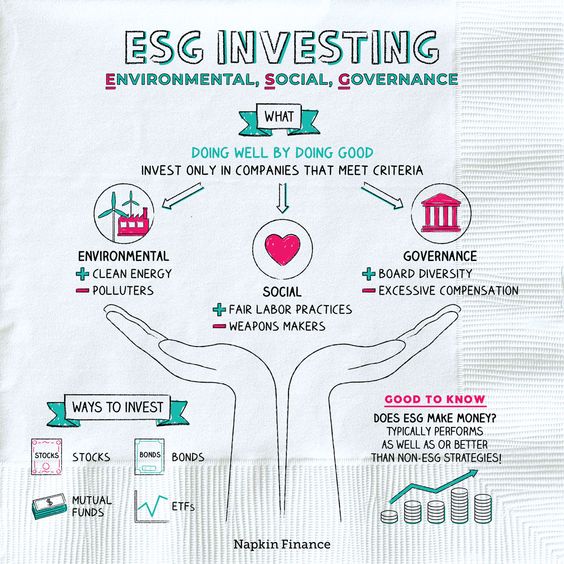 ESG INVESTING
ENVIRONMENTAL, SOCIAL, GOVERNANCE
WHAT
DOING WELL BY DOING GOOD
INVEST ONLY IN COMPANIES THAT MEET CRITERIA
ENVIRONMENTAL
+ CLEAN ENERGY
- POLLUTERS
SOCIAL
+ FAIR LABOR PRACTICES
- WEAPONS MAKERS
GOVERNANCE
+ BOARD DIVERSITY
- EXCESSIVE COMPENSATION
WAYS TO INVEST
STOCKS
STOCKS
BONDS
BONDS
$
MUTUAL
FUNDS
ETFs
GOOD TO KNOW
DOES ESG MAKE MONEY?
TYPICALLY PERFORMS
AS WELL AS OR BETTER
THAN NON-ESG STRATEGIES!
Napkin Finance